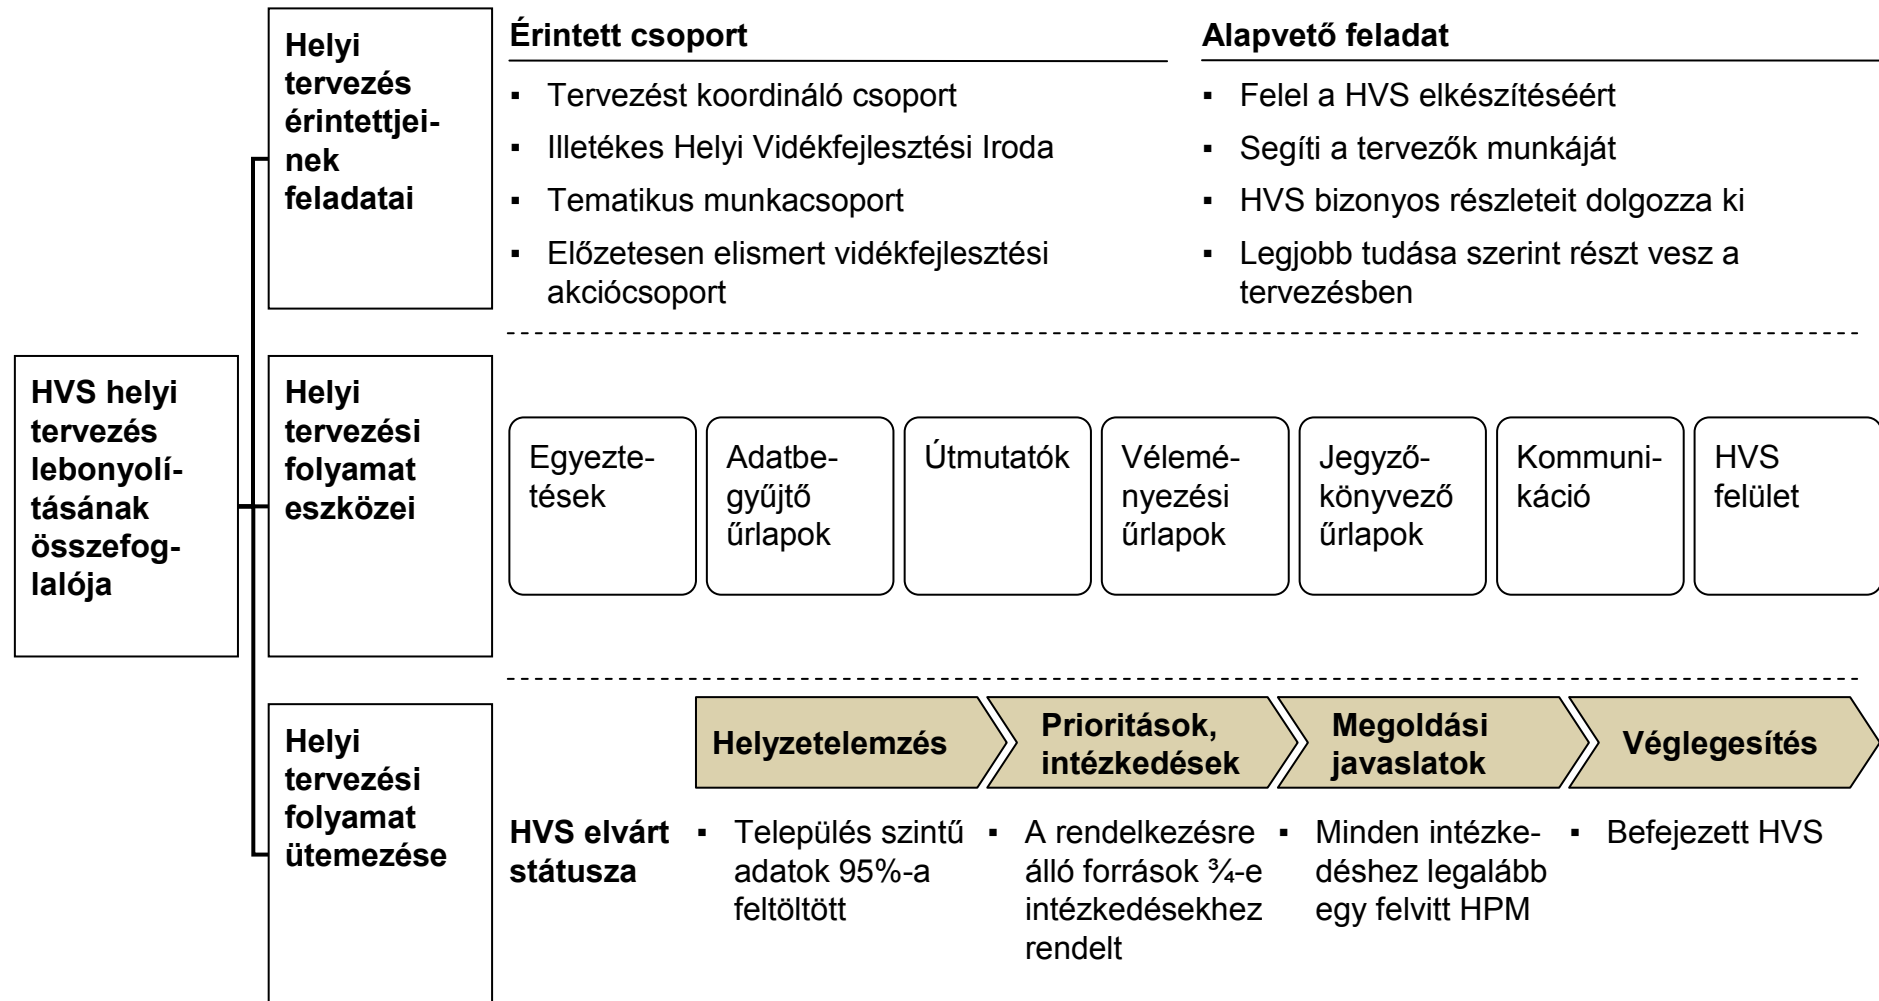 HVS helyi
tervezés
lebonyolí-
tásának
összefog-
lalója
Helyi
tervezés
érintettjei-
nek
feladatai
Érintett csoport
▪ Tervezést koordináló csoport
▪ Illetékes Helyi Vidékfejlesztési Iroda
▪ Tematikus munkacsoport
▪ Előzetesen elismert vidékfejlesztési
akciócsoport
Alapvető feladat
▪ Felel a HVS elkészítéséért
▪ Segíti a tervezők munkáját
▪ HVS bizonyos részleteit dolgozza ki
▪ Legjobb tudása szerint részt vesz a
tervezésben
Helyi
tervezési
folyamat
eszközei
Egyezte-
tések
Adatbe-
gyűjtő
űrlapok
Útmutatók
Vélemé-
nyezési
űrlapok
Jegyző-
könyvező
űrlapok
Kommuni-
káció
HVS
felület
Helyi
tervezési
folyamat
ütemezése
Helyzetelemzés
Prioritások,
intézkedések
Megoldási
javaslatok
Véglegesítés
HVS elvárt
státusza
▪ Település szintű
adatok 95%-a
feltöltött
▪ A rendelkezésre
álló források ¾-e
intézkedésekhez
rendelt
▪ Minden intézke-
déshez legalább
egy felvitt HPM
▪ Befejezett HVS